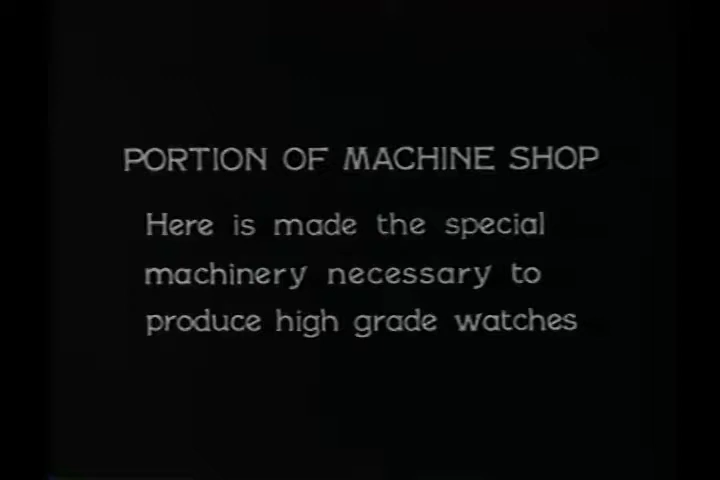 PORTION OF MACHINE SHOP
Here is made the special
machinery necessary to
produce high grade watches